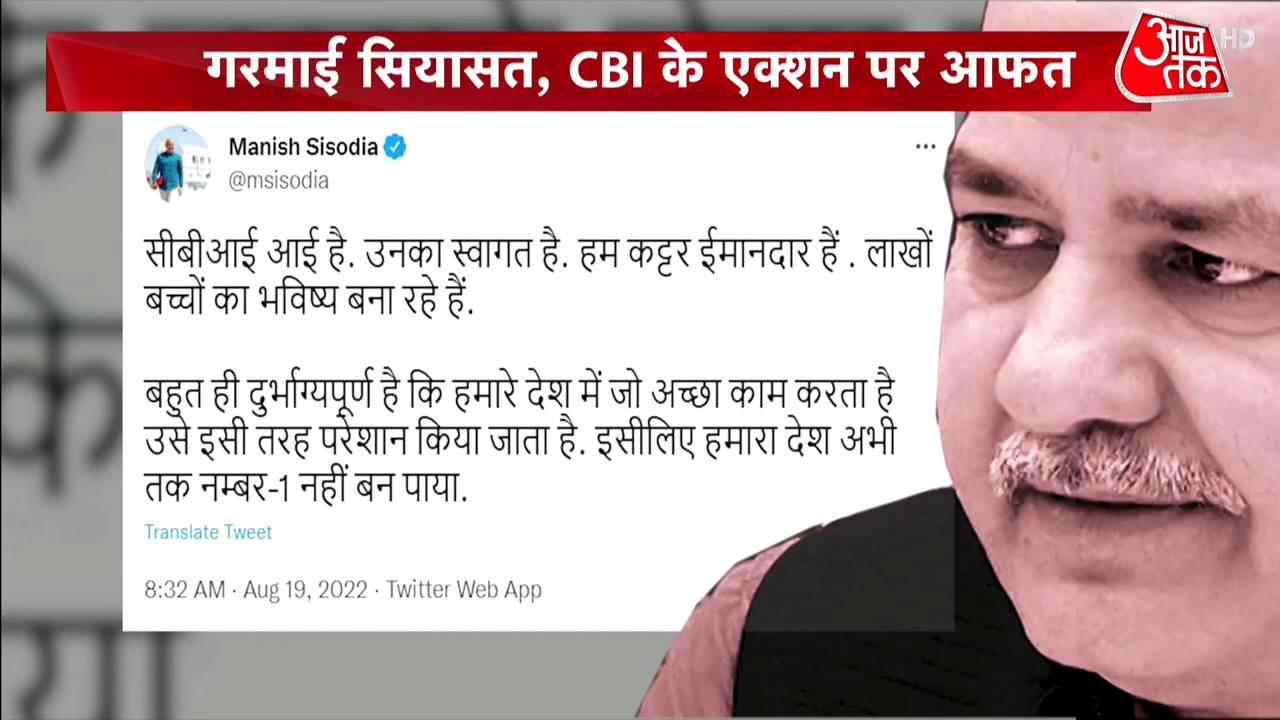 गरमाई सियासत, CBI के एक्शन पर आफत
आज तक HD
Manish Sisodia
@msisodia
सीबीआई आई है. उनका स्वागत है. हम कट्टर ईमानदार हैं . लाखों
बच्चों का भविष्य बना रहे हैं.
बहुत ही दुर्भाग्यपूर्ण है कि हमारे देश में जो अच्छा काम करता है
उसे इसी तरह परेशान किया जाता है. इसीलिए हमारा देश अभी
तक नम्बर-1 नहीं बन पाया.
Translate Tweet
8:32 AM · Aug 19, 2022 · Twitter Web App